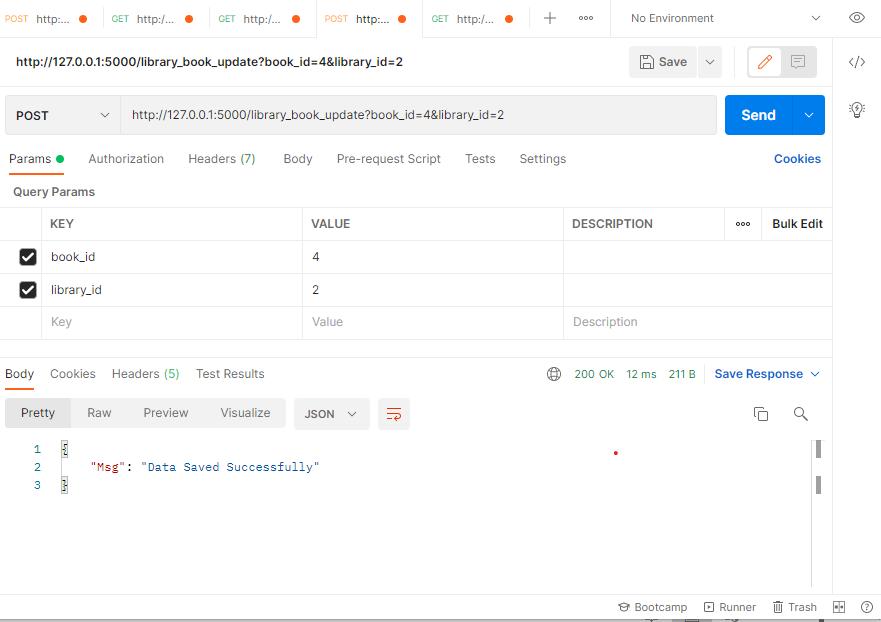 POST http:... GET http:/... GET http:/... POST http:... GET http:/... No Environment
http://127.0.0.1:5000/library_book_update?book_id=4&library_id=2 Save
POST http://127.0.0.1:5000/library_book_update?book_id=4&library_id=2 Send
Params Authorization Headers (7) Body Pre-request Script Tests Settings Cookies
Query Params
KEY VALUE DESCRIPTION Bulk Edit
book_id 4
library_id 2
Key Value Description
Body Cookies Headers (5) Test Results 200 OK 12 ms 211 B Save Response
Pretty Raw Preview Visualize JSON
1 {
2 "Msg": "Data Saved Successfully"
3 }
Bootcamp Runner Trash